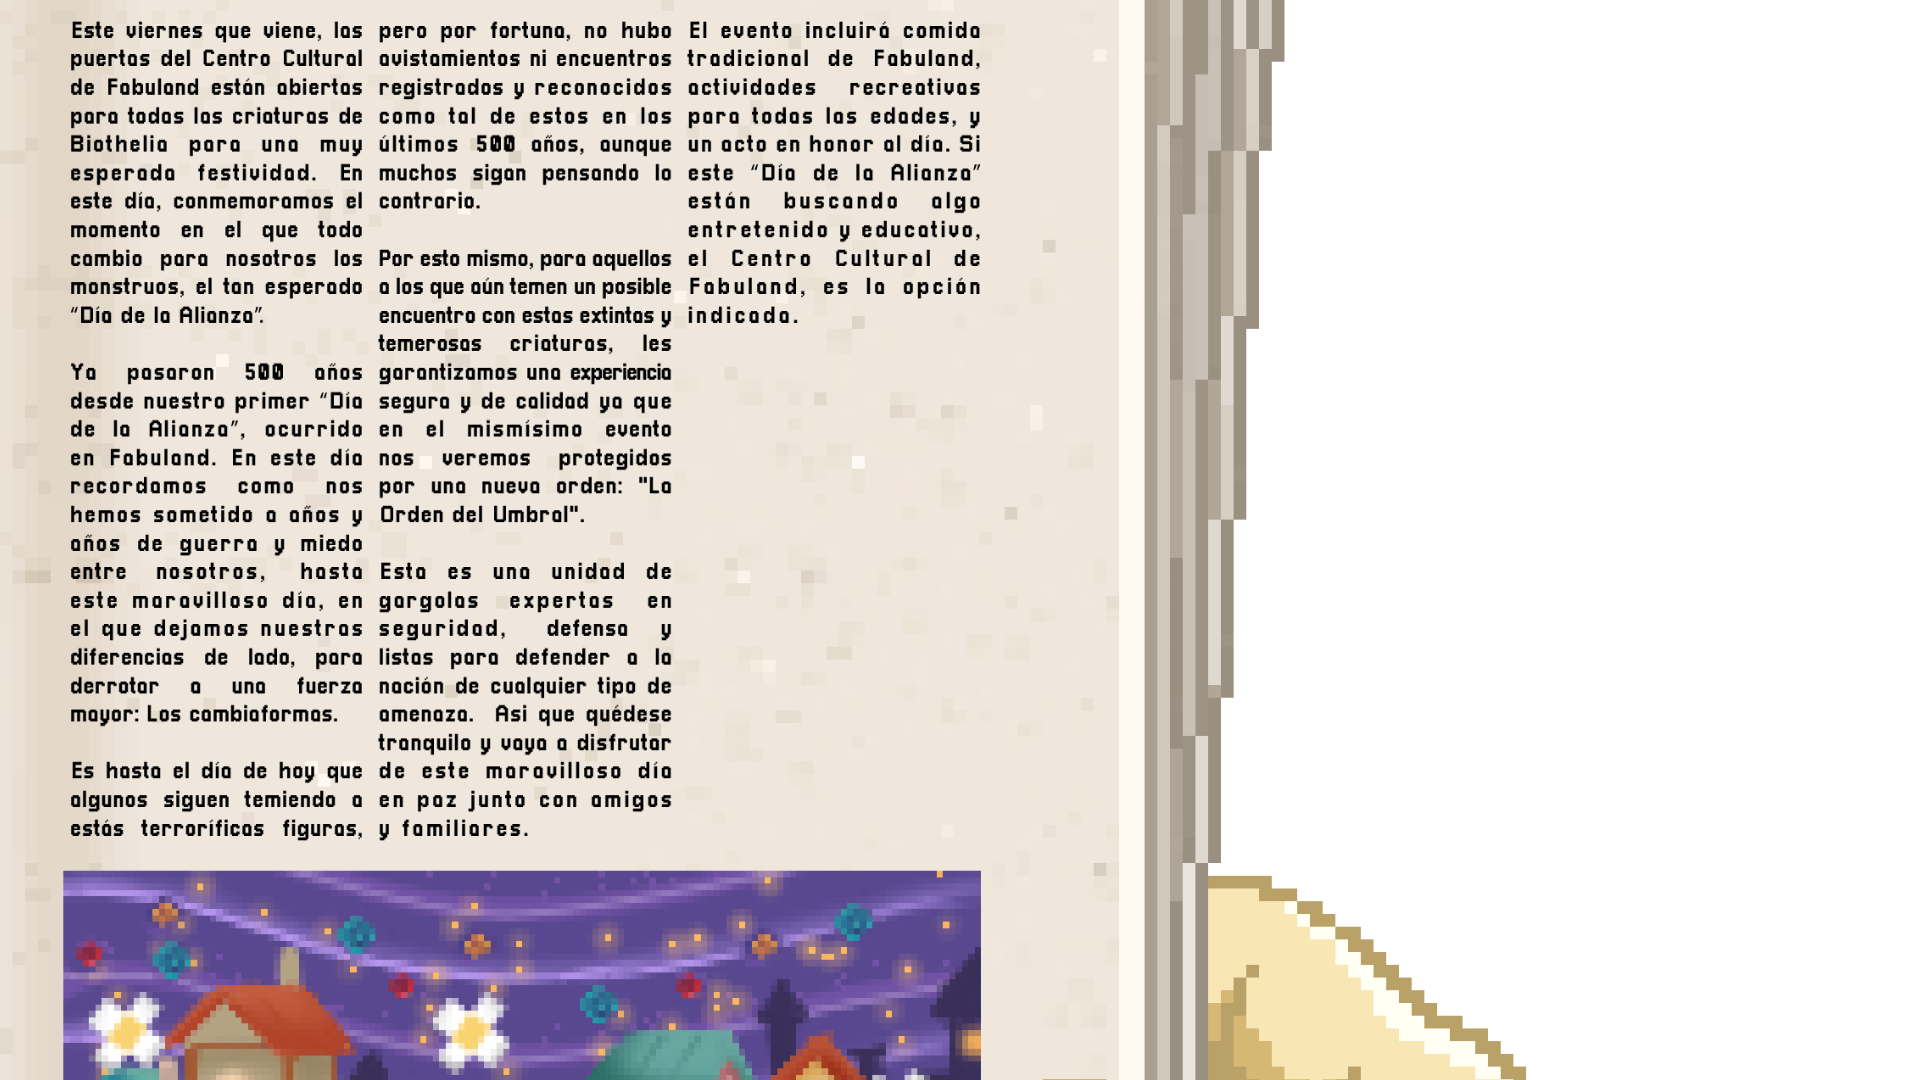 Este viernes que viene, las
puertas del Centro Cultural
de Fabuland están abiertas
para todas las criaturas de
Biathelia para una muy
esperada festividad. En
este día, conmemoramos el
momento en el que todo
cambio para nosotros los
monstruos, el tan esperado
“Día de la Alianza”.

Ya pasaron 500 años
desde nuestro primer “Día
de la Alianza”, ocurrido
en Fabuland. En este día
recordamos como nos
hemos sometido a años y
años de guerra y miedo
entre nosotros, hasta
este maravilloso día, en
el que dejamos nuestras
diferencias de lado, para
derrotar a una fuerza
mayor: Los cambiaformas.

Es hasta el día de hoy que
algunos siguen temiendo a
estás terroríficas figuras,
pero por fortuna, no hubo
avistamientos ni encuentros
registrados y reconocidos
como tal de estos en los
últimos 500 años, aunque
muchos sigan pensando lo
contrario.

Por esto mismo, para aquellos
a los que aún temen un posible
encuentro con estas extintas y
temerosas criaturas, les
garantizamos una experiencia
segura y de calidad ya que
en el mismísimo evento
nos veremos protegidos
por una nueva orden: "La
Orden del Umbral".

Esta es una unidad de
gargolas expertas en
seguridad, defensa y
listas para defender a la
nación de cualquier tipo de
amenaza. Asi que quédese
tranquilo y vaya a disfrutar
de este maravilloso día
en paz junto con amigos
y familiares.

El evento incluirá comida
tradicional de Fabuland,
actividades recreativas
para todas las edades, y
un acto en honor al día. Si
este “Día de la Alianza”
están buscando algo
entretenido y educativo,
el Centro Cultural de
Fabuland, es la opción
indicada.